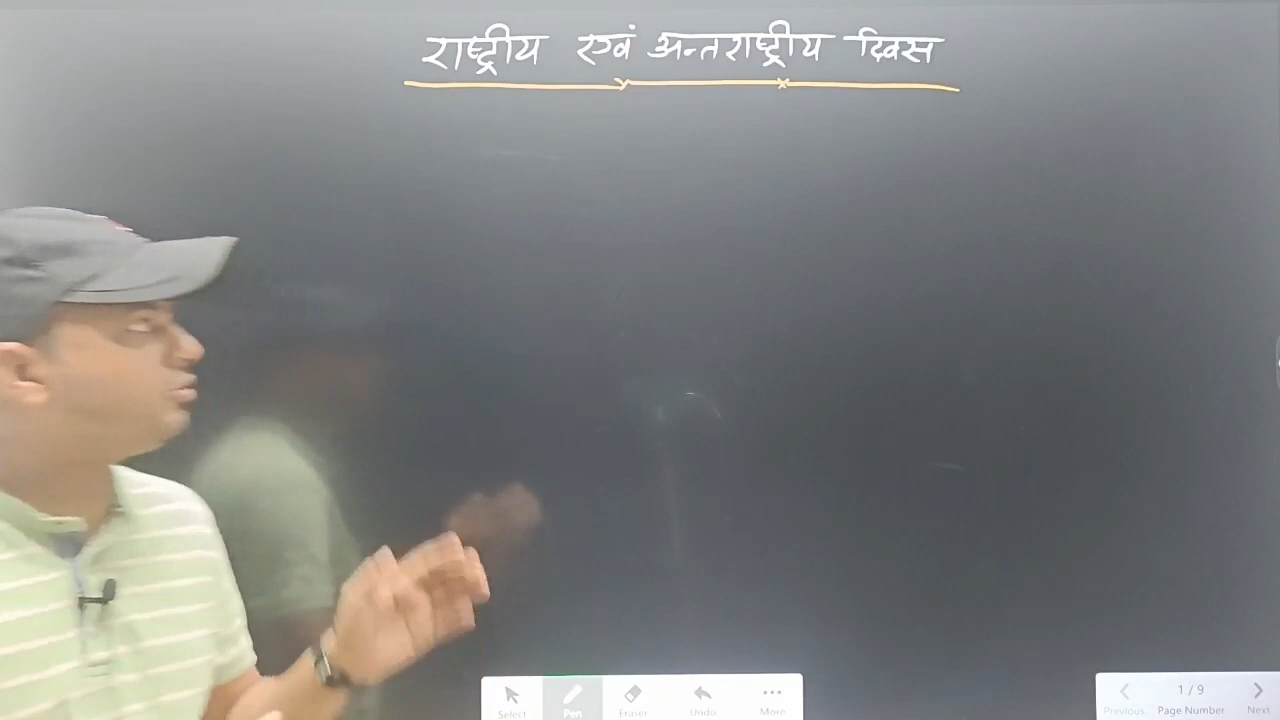 राष्ट्रीय एवं अन्तराष्ट्रीय दिवस
Select
Pen
Eraser
Undo
More
1 / 9
Previous
Page Number
Next